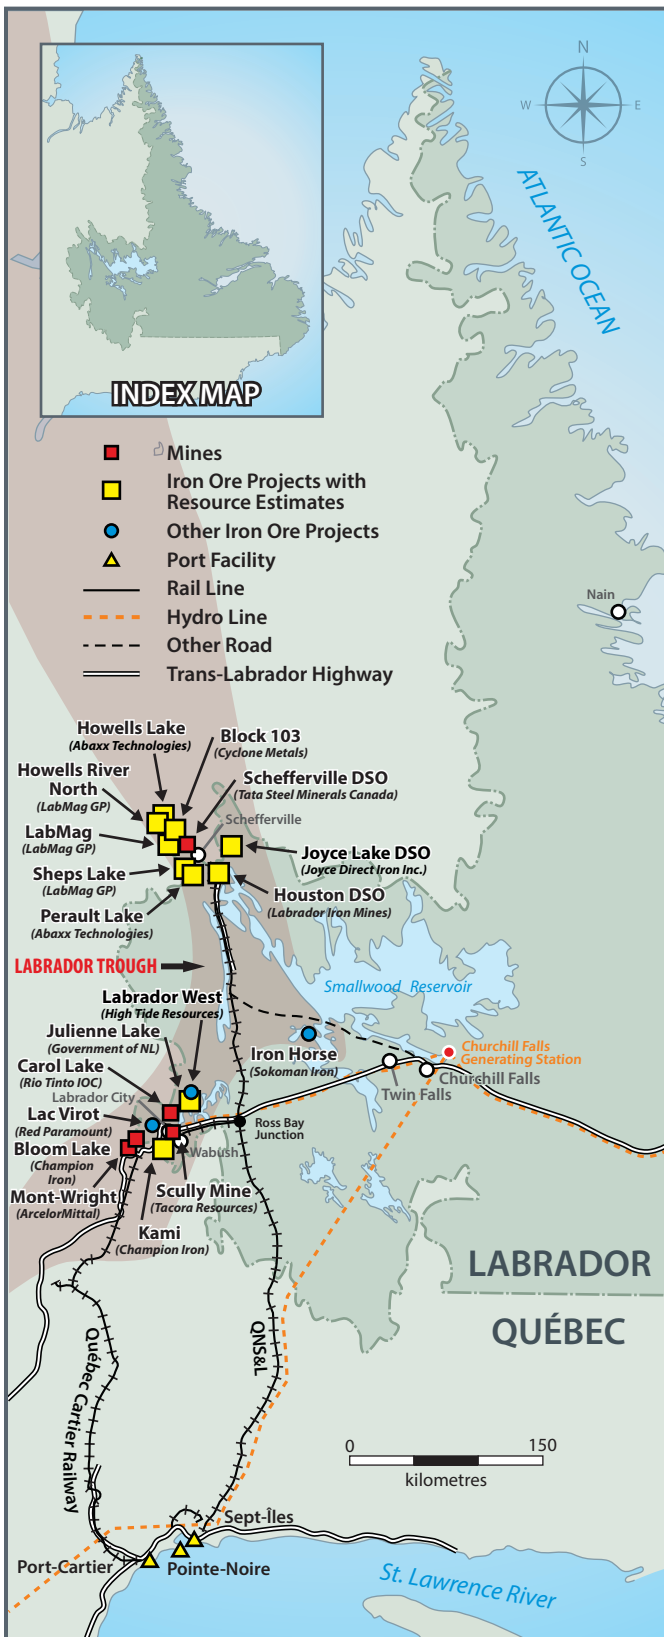 N
W
E
S
ATLANTIC OCEAN
INDEX MAP
Mines
Iron Ore Projects with
Resource Estimates
Other Iron Ore Projects
Port Facility
Rail Line
Hydro Line
Other Road
Trans-Labrador Highway
Nain
Howells Lake
(Abaxx Technologies)
Block 103
(Cyclone Metals)
Howells River
North
(LabMag GP)
Schefferville DSO
(Tata Steel Minerals Canada)
Schefferville
LabMag
(LabMag GP)
Joyce Lake DSO
(Joyce Direct Iron Inc.)
Sheps Lake
(LabMag GP)
Houston DSO
(Labrador Iron Mines)
Perault Lake
(Abaxx Technologies)
LABRADOR TROUGH
Smallwood Reservoir
Labrador West
(High Tide Resources)
Julienne Lake
(Government of NL)
Iron Horse
(Sokoman Iron)
Churchill Falls
Generating Station
Carol Lake
(Rio Tinto IOC)
Churchill Falls
Twin Falls
Labrador City
Lac Virot
(Red Paramount)
Ross Bay
Junction
Bloom Lake
(Champion
Iron)
Wabush
Mont-Wright
(ArcelorMittal)
Scully Mine
(Tacora Resources)
Kami
(Champion Iron)
LABRADOR
QUÉBEC
Québec Cartier Railway
QNS&L
0
150
kilometres
Sept-Îles
Port-Cartier
Pointe-Noire
St. Lawrence River